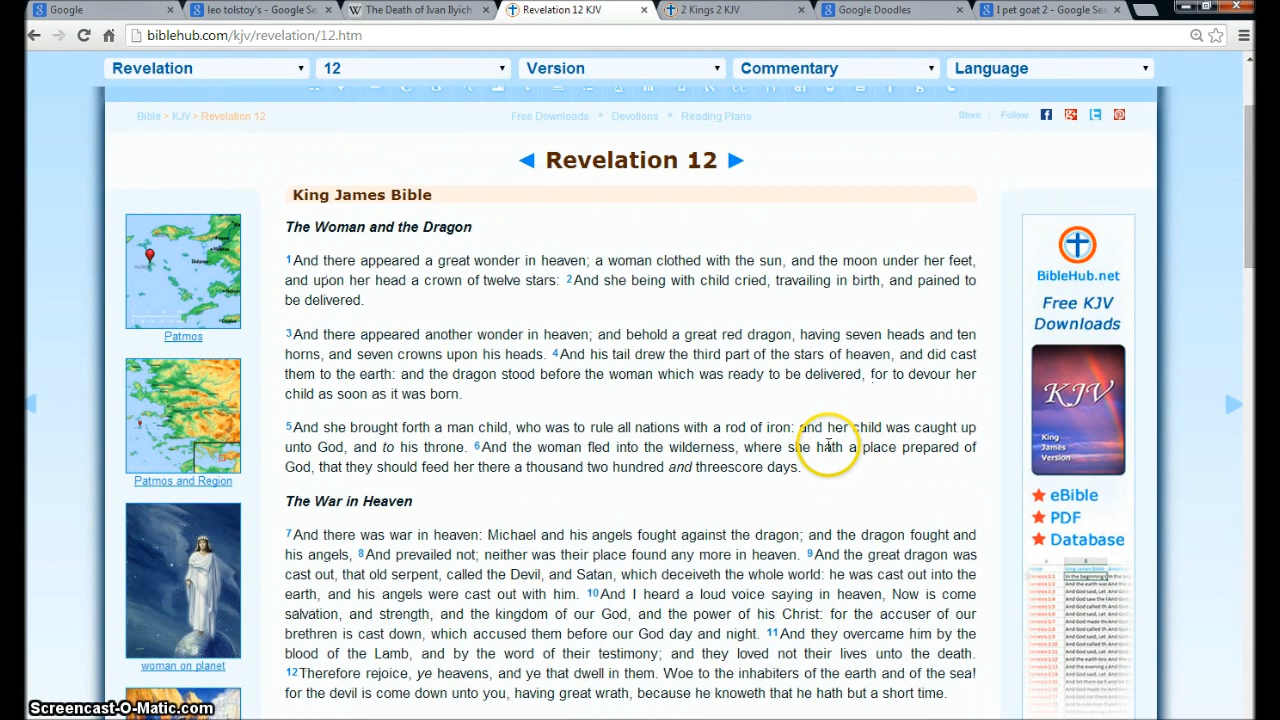 Google
leo tolstoy's - Google Se
The Death of Ivan Ilyich
Revelation 12 KJV
2 Kings 2 KJV
Google Doodles
I pet goat 2 - Google Sea
biblehub.com/kjv/revelation/12.htm
Revelation 12 Version Commentary Language
Bible > KJV > Revelation 12
Free Downloads • Devotions • Reading Plans
Store | Follow:
Revelation 12
King James Bible
The Woman and the Dragon
1And there appeared a great wonder in heaven; a woman clothed with the sun, and the moon under her feet,
and upon her head a crown of twelve stars: 2And she being with child cried, travailing in birth, and pained to
be delivered.
3And there appeared another wonder in heaven; and behold a great red dragon, having seven heads and ten
horns, and seven crowns upon his heads. 4And his tail drew the third part of the stars of heaven, and did cast
them to the earth: and the dragon stood before the woman which was ready to be delivered, for to devour her
child as soon as it was born.
5And she brought forth a man child, who was to rule all nations with a rod of iron: and her child was caught up
unto God, and to his throne. 6And the woman fled into the wilderness, where she hath a place prepared of
God, that they should feed her there a thousand two hundred and threescore days.
The War in Heaven
7And there was war in heaven: Michael and his angels fought against the dragon; and the dragon fought and
his angels, 8And prevailed not; neither was their place found any more in heaven. 9And the great dragon was
cast out, that old serpent, called the Devil, and Satan, which deceiveth the whole world: he was cast out into the
earth, and his angels were cast out with him. 10And I heard a loud voice saying in heaven, Now is come
salvation, and strength, and the kingdom of our God, and the power of his Christ: for the accuser of our
brethren is cast down, which accused them before our God day and night. 11And they overcame him by the
blood of the Lamb, and by the word of their testimony; and they loved not their lives unto the death.
Therefore rejoice, ye heavens, and ye that dwell in them. Woe to the inhabiters of the earth and of the sea!
for the devil is come down unto you, having great wrath, because he knoweth that he hath but a short time.
Patmos
Patmos and Region
woman on planet
BibleHub.net
Free KJV
Downloads
KJV
King
James
Version
eBible
PDF
Database
Screencast-O-Matic.com